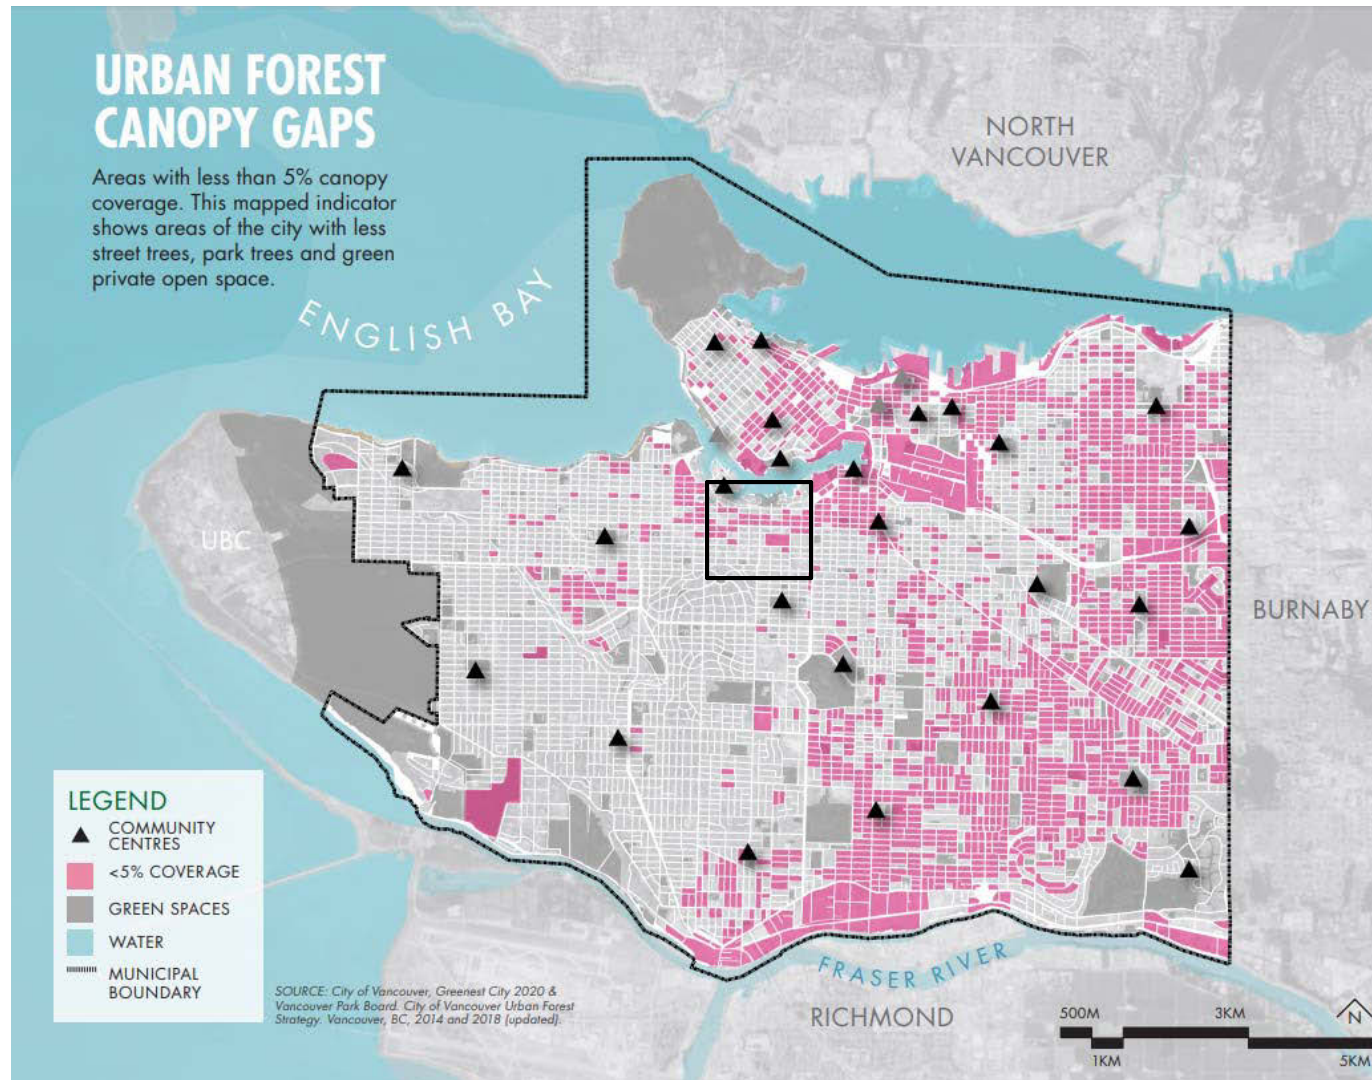 URBAN FOREST
CANOPY GAPS
Areas with less than 5% canopy
coverage. This mapped indicator
shows areas of the city with less
street trees, park trees and green
private open space.
NORTH
VANCOUVER
ENGLISH BAY
UBC
BURNABY
LEGEND
COMMUNITY
CENTRES
<5% COVERAGE
GREEN SPACES
WATER
MUNICIPAL
BOUNDARY
SOURCE: City of Vancouver, Greenest City 2020 &
Vancouver Park Board. City of Vancouver Urban Forest
Strategy. Vancouver, BC, 2014 and 2018 (updated).
FRASER RIVER
RICHMOND
500M
3KM
N
1KM
5KM